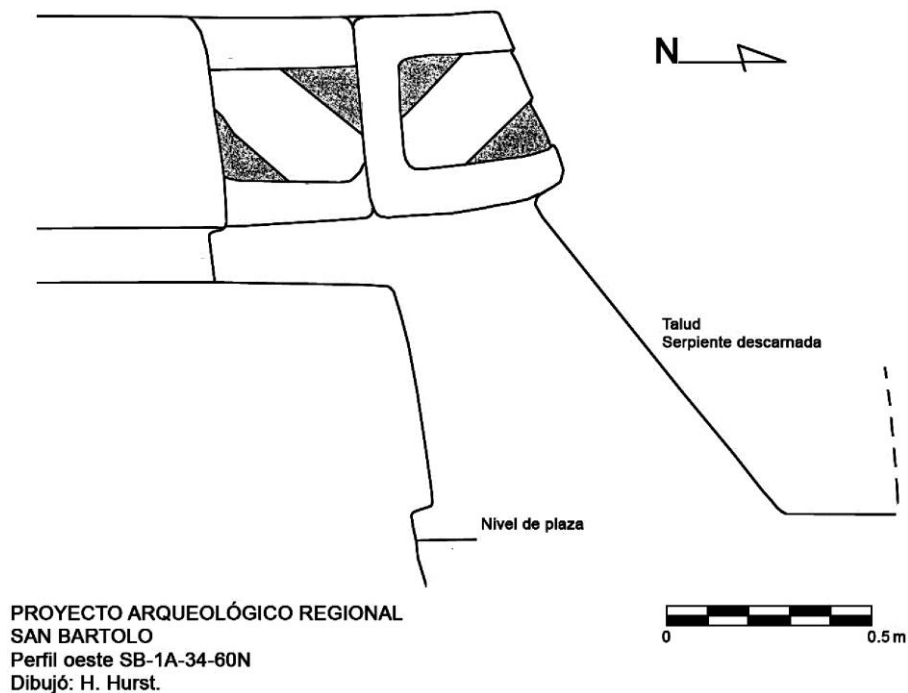 N
Talud
Serpiente descarnada
Nivel de plaza
PROYECTO ARQUEOLÓGICO REGIONAL
SAN BARTOLO
Perfil oeste SB-1A-34-60N
Dibujó: H. Hurst.
0 0.5 m